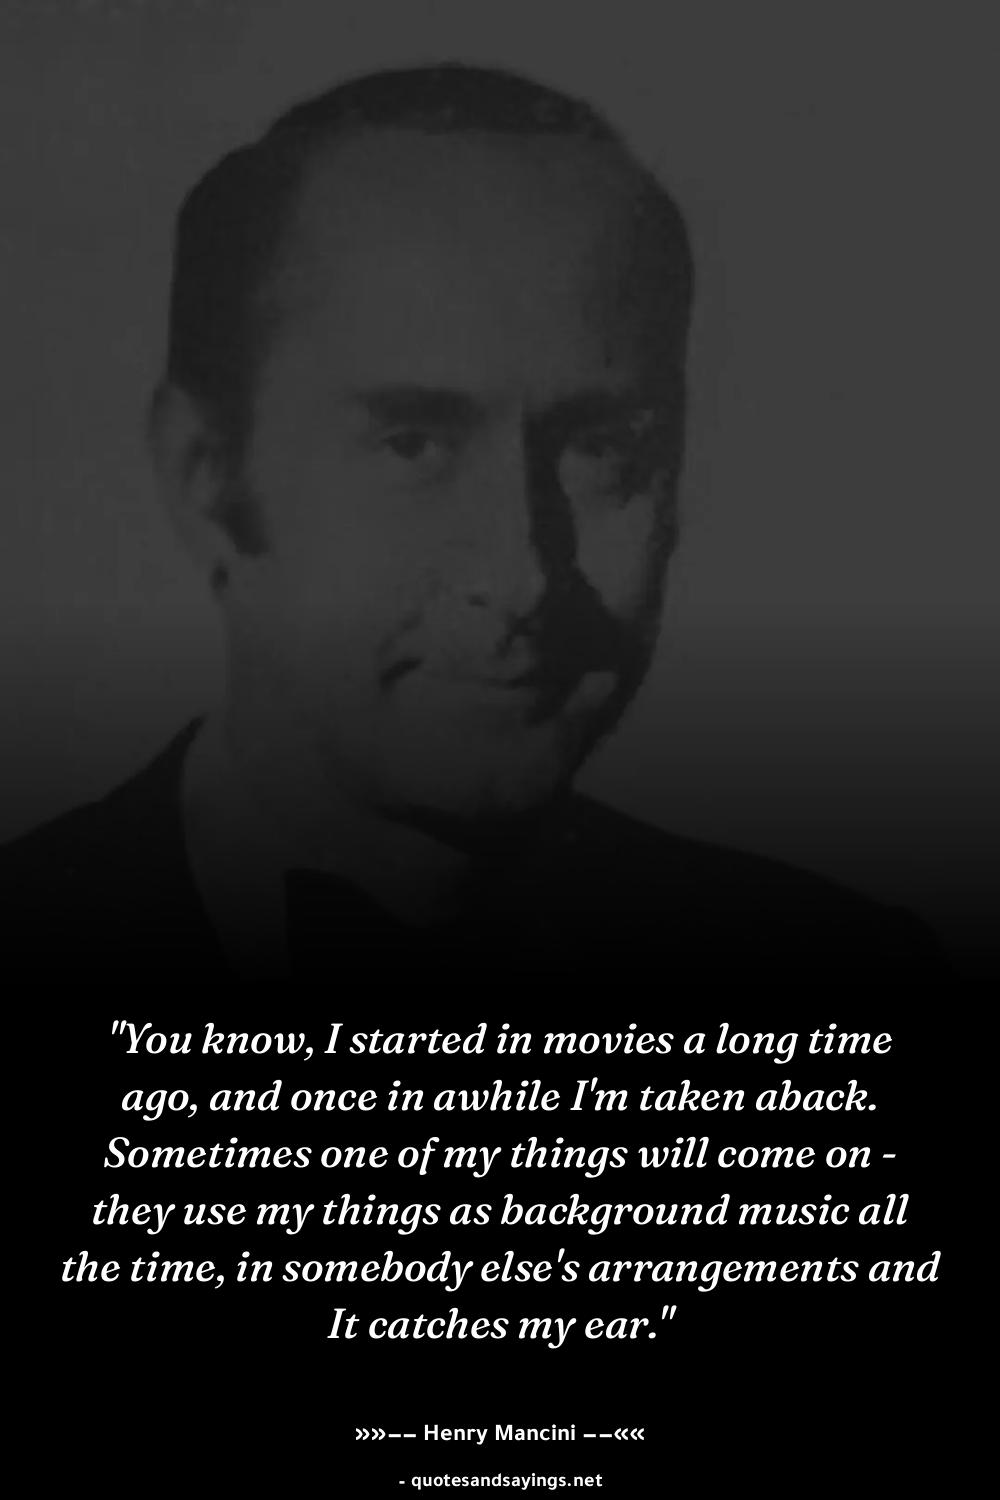 "You know, I started in movies a long time
ago, and once in awhile I'm taken aback.
Sometimes one of my things will come on -
they use my things as background music all
the time, in somebody else's arrangements and
It catches my ear."
»»–– Henry Mancini ––««
- quotesandsayings.net